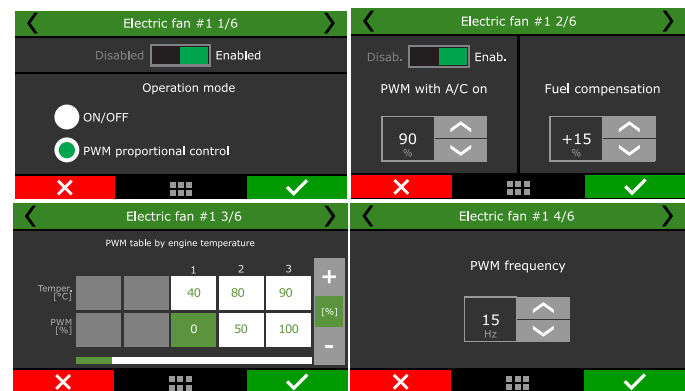 Electric fan #1 1/6
Disabled Enabled
Operation mode
ON/OFF
PWM proportional control
Electric fan #1 2/6
Disab. Enab.
PWM with A/C on Fuel compensation
90 +15
% %
Electric fan #1 3/6
PWM table by engine temperature
1 2 3
Temper.
[°C] 40 80 90
PWM
[%] 0 50 100
+
[%]
-
Electric fan #1 4/6
PWM frequency
15
Hz